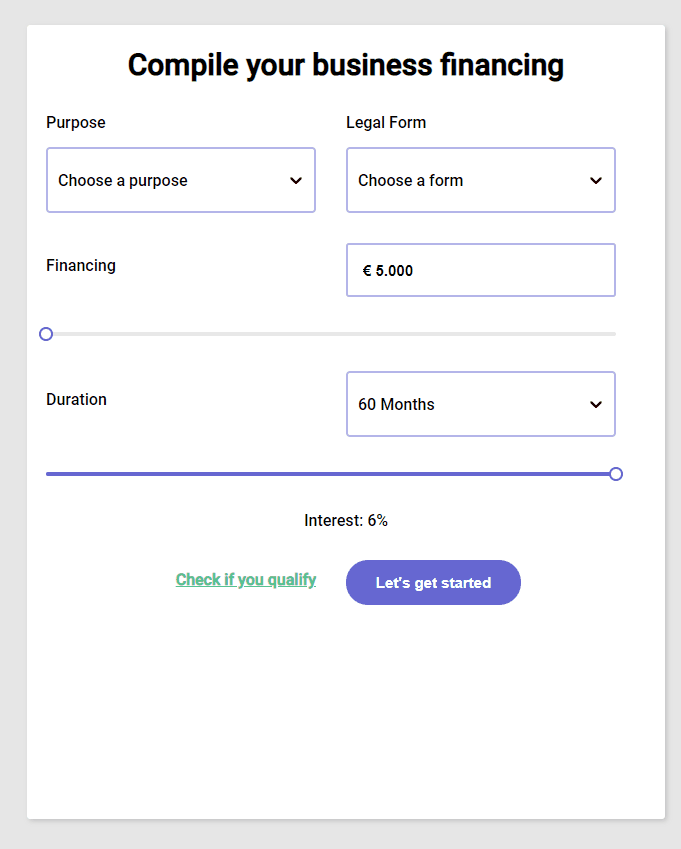 Compile your business financing
Purpose
Legal Form
Choose a purpose
Choose a form
Financing
€ 5.000
Duration
60 Months
Interest: 6%
Check if you qualify
Let's get started